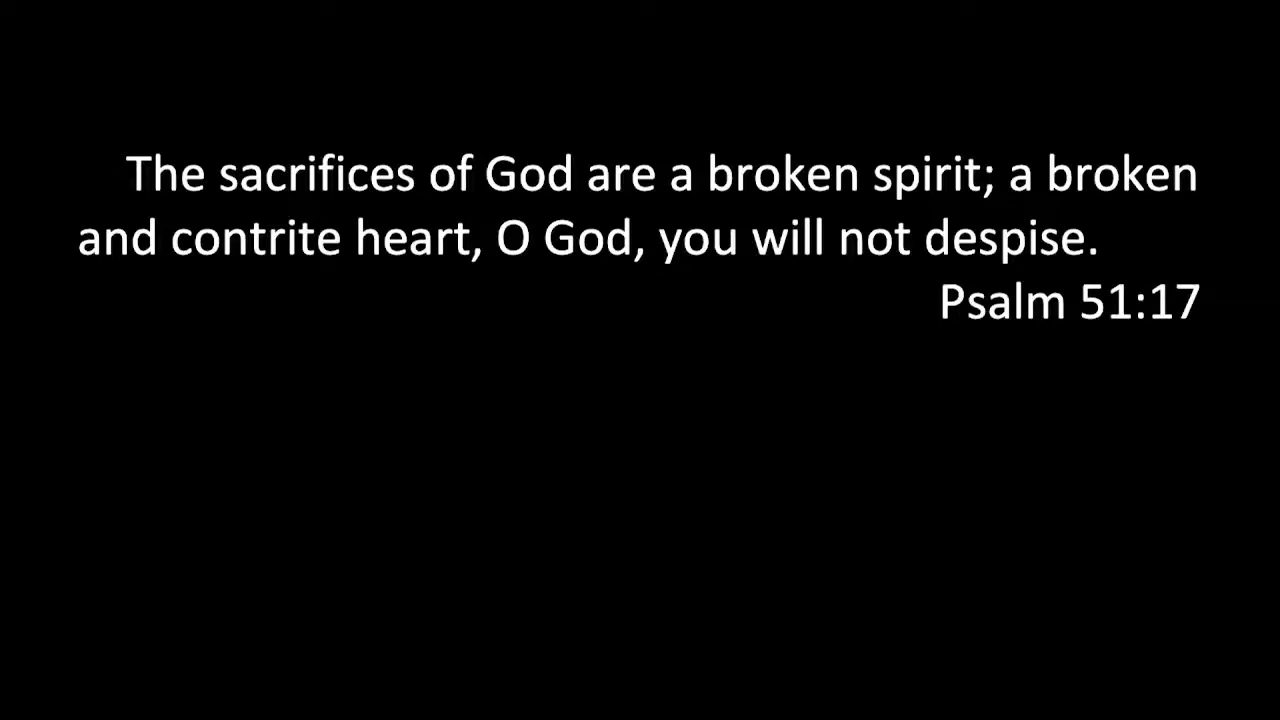 The sacrifices of God are a broken spirit; a broken
and contrite heart, O God, you will not despise.
Psalm 51:17